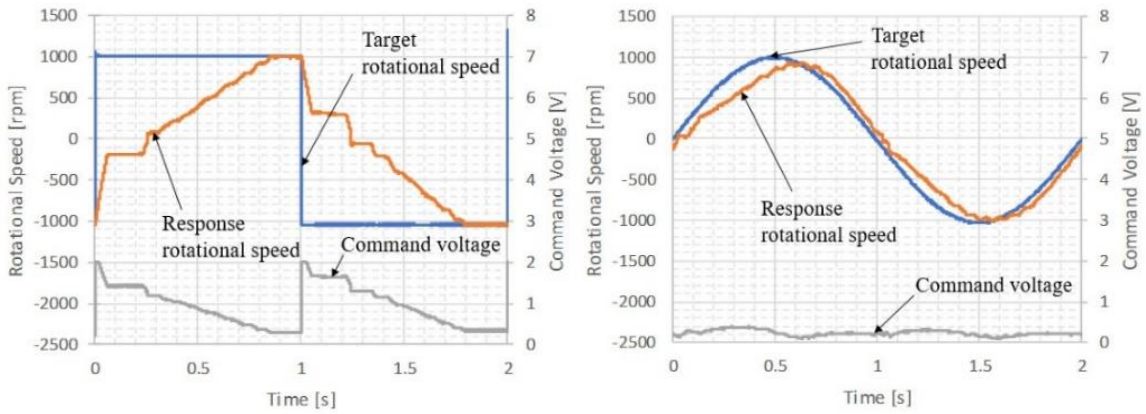 1500
1000
500
0
-500
-1000
-1500
-2000
-2500
Rotational Speed [rpm]
Target
rotational speed
Response
rotational speed
Command voltage
8
7
6
5
4
3
2
1
0
Command Voltage [V]
0
0.5
1
1.5
2
Time [s]
1500
1000
500
0
-500
-1000
-1500
-2000
-2500
Rotational Speed [rpm]
Target
rotational speed
Response
rotational speed
Command voltage
8
7
6
5
4
3
2
1
0
Command Voltage [V]
0
0.5
1
1.5
2
Time [s]